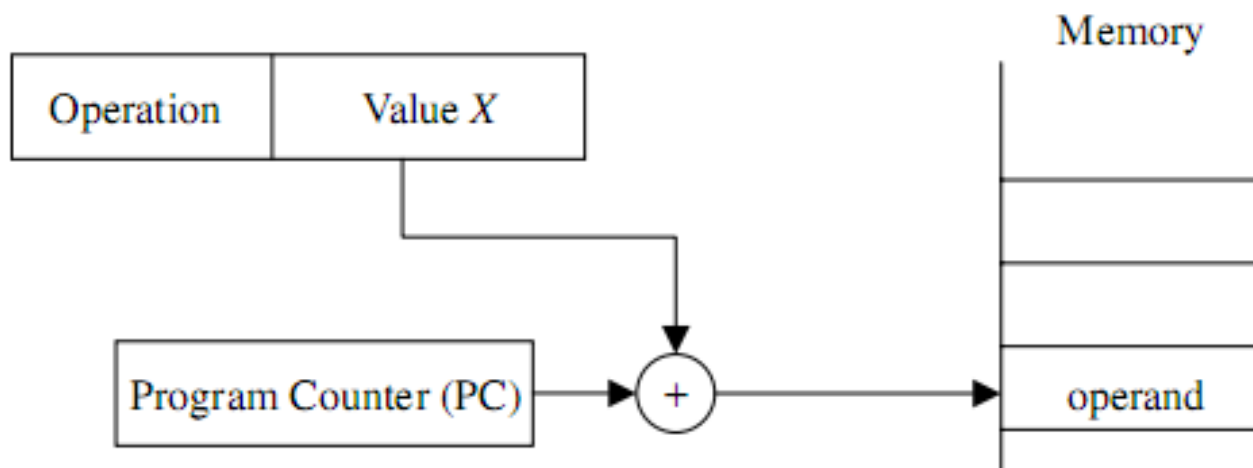 Memory
Operation
Value X
Program Counter (PC)
+
operand